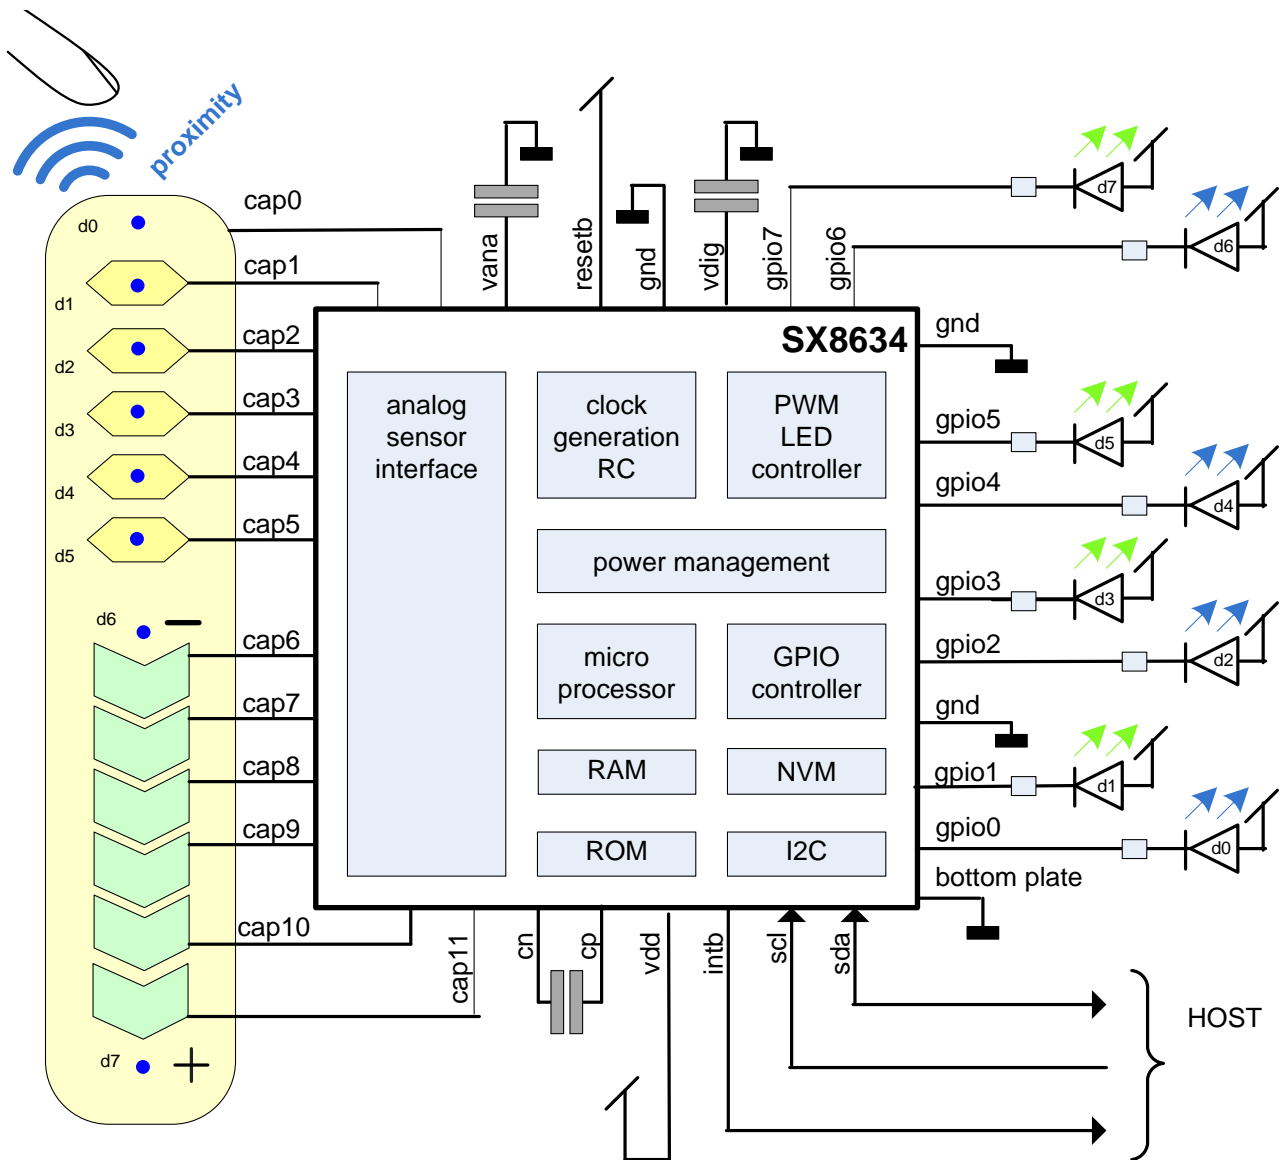 proximity
cap0
cap1
cap2
cap3
cap4
cap5
cap6
cap7
cap8
cap9
cap10
cap11
d0
d1
d2
d3
d4
d5
d6
d7
vana
resetb
gnd
vdig
gpio7
gpio6
SX8634
analog
sensor
interface
clock
generation
RC
PWM
LED
controller
power management
micro
processor
GPIO
controller
RAM
NVM
ROM
I2C
gnd
gpio5
gpio4
gpio3
gpio2
gnd
gpio1
gpio0
bottom plate
d7
d6
d5
d4
d3
d2
d1
d0
cn
cp
vdd
intb
scl
sda
HOST